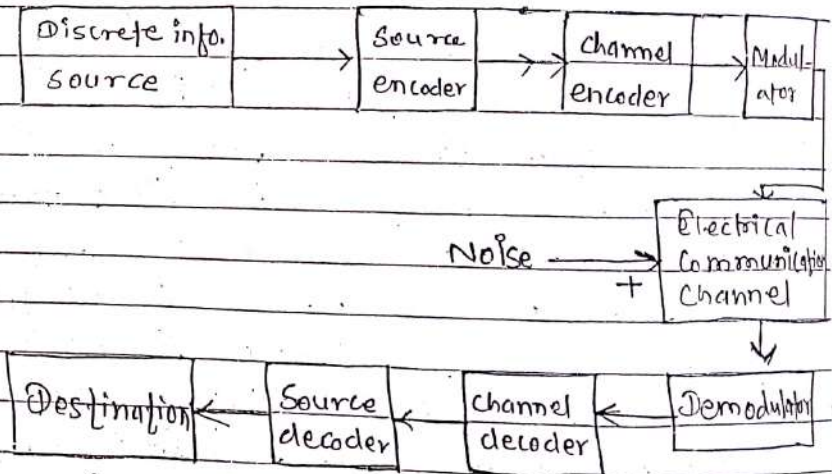 Discrete info.
source
Source
encoder
channel
encoder
Modul-
ator
Noise
+
Electrical
Communication
Channel
Destination
Source
decoder
channel
decoder
Demodulator